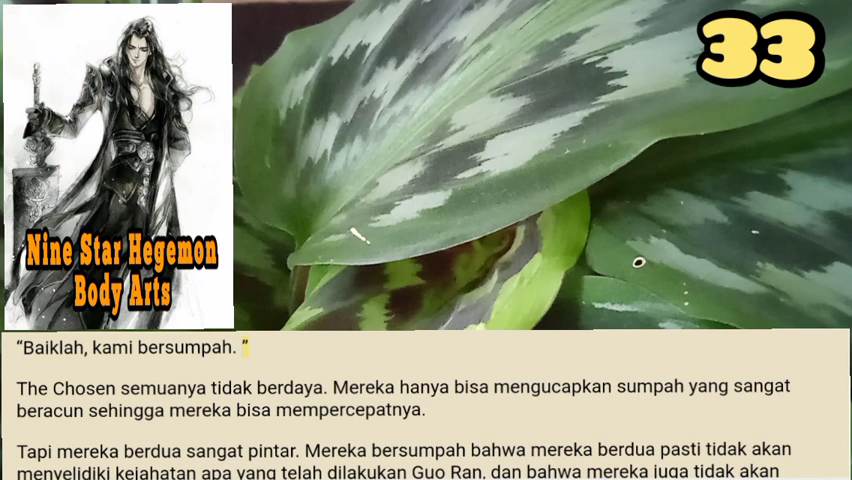 33
Nine Star Hegemon
Body Arts
“Baiklah, kami bersumpah. ”
The Chosen semuanya tidak berdaya. Mereka hanya bisa mengucapkan sumpah yang sangat
beracun sehingga mereka bisa mempercepatnya.
Tapi mereka berdua sangat pintar. Mereka bersumpah bahwa mereka berdua pasti tidak akan
menyelidiki kejahatan apa yang telah dilakukan Guo Ran, dan bahwa mereka juga tidak akan